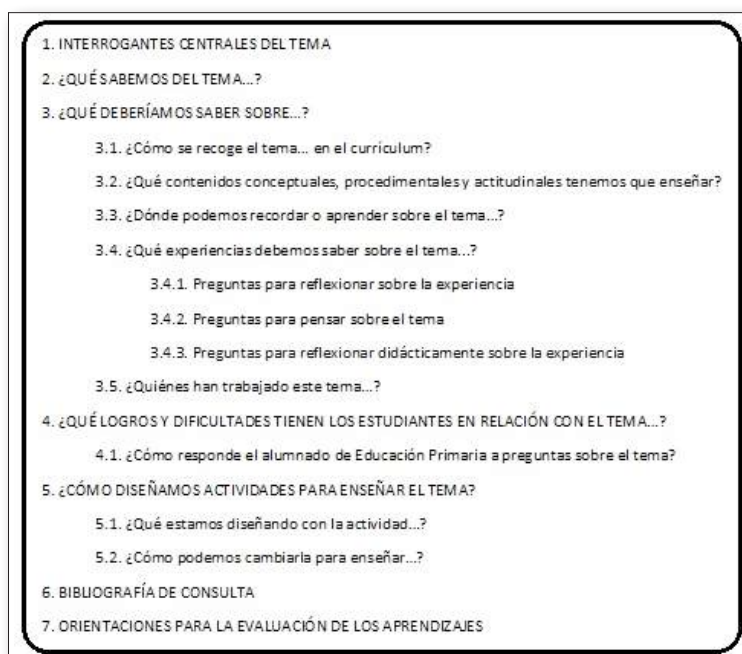 1. INTERROGANTES CENTRALES DEL TEMA
2. ¿QUÉ SABEMOS DEL TEMA...?
3. ¿QUÉ DEBERÍAMOS SABER SOBRE...?
3.1. ¿Cómo se recoge el tema... en el curriculum?
3.2. ¿Qué contenidos conceptuales, procedimentales y actitudinales tenemos que enseñar?
3.3. ¿Dónde podemos recordar o aprender sobre el tema...?
3.4. ¿Qué experiencias debemos saber sobre el tema...?
3.4.1. Preguntas para reflexionar sobre la experiencia
3.4.2. Preguntas para pensar sobre el tema
3.4.3. Preguntas para reflexionar didácticamente sobre la experiencia
3.5. ¿Quiénes han trabajado este tema...?
4. ¿QUÉ LOGROS Y DIFICULTADES TIENEN LOS ESTUDIANTES EN RELACIÓN CON EL TEMA...?
4.1. ¿Cómo responde el alumnado de Educación Primaria a preguntas sobre el tema?
5. ¿CÓMO DISEÑAMOS ACTIVIDADES PARA ENSEÑAR EL TEMA?
5.1. ¿Qué estamos diseñando con la actividad...?
5.2. ¿Cómo podemos cambiarla para enseñar...?
6. BIBLIOGRAFÍA DE CONSULTA
7. ORIENTACIONES PARA LA EVALUACIÓN DE LOS APRENDIZAJES